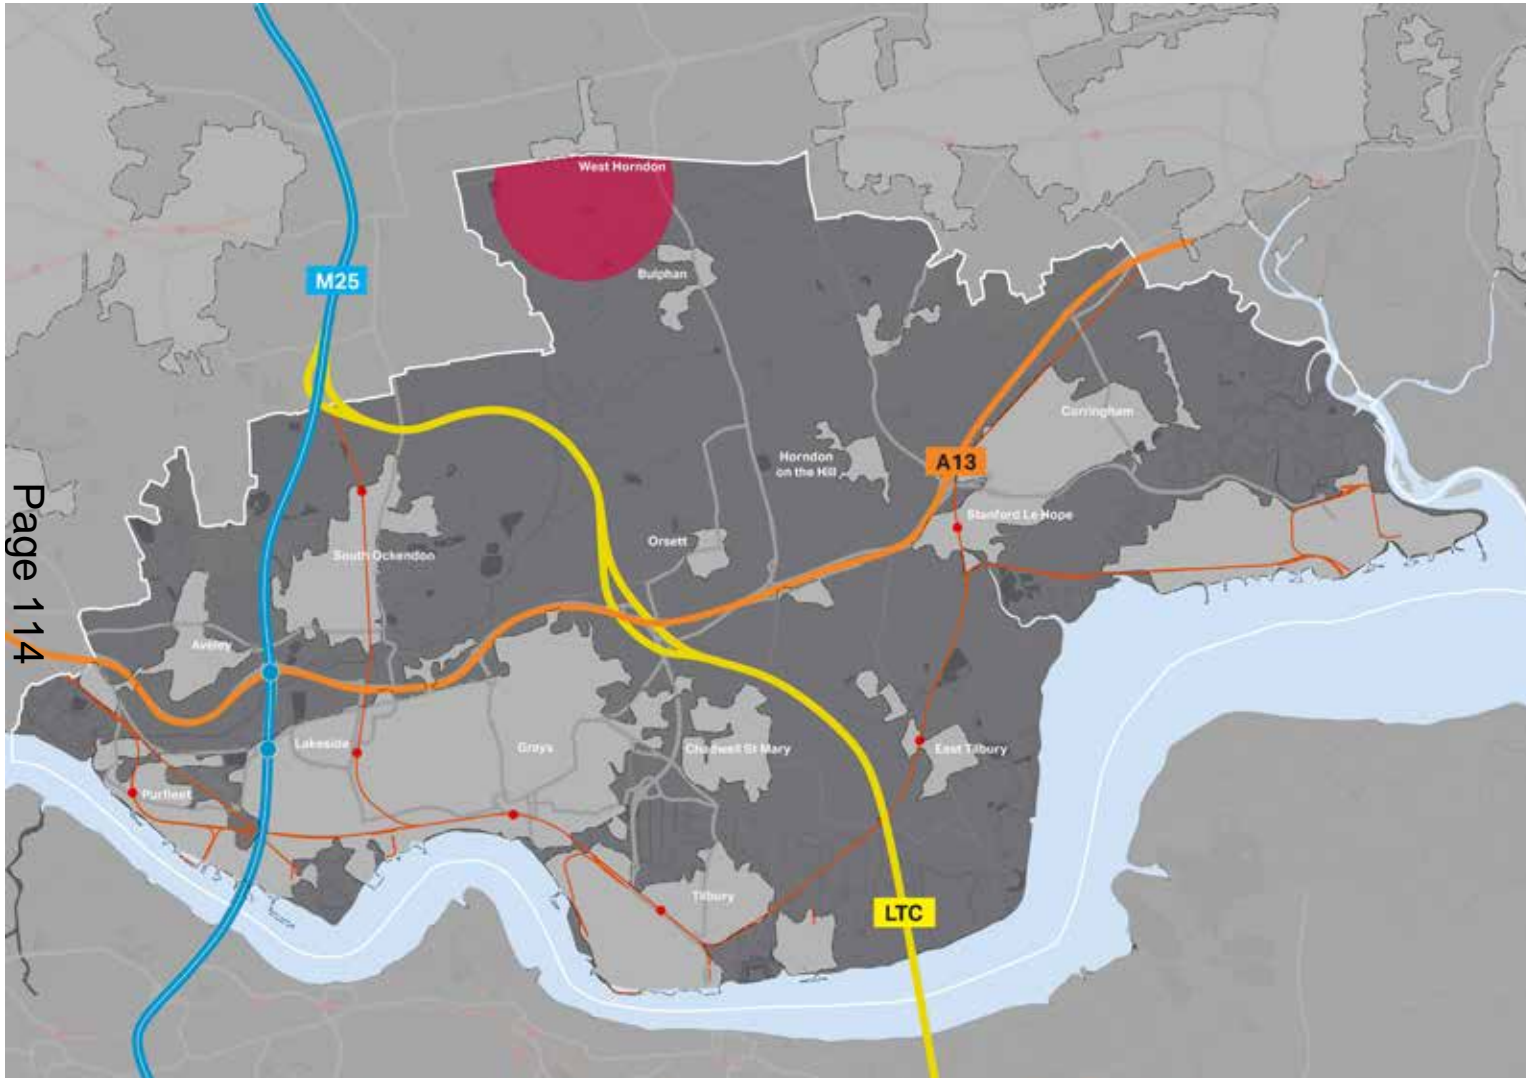 West Horndon
Bulphan
M25
Corringham
Horndon
on the Hill
A13
Stanford Le Hope
Orsett
South Ockendon
Aveley
Page 114
Lakeside
Grays
Chadwell St Mary
East Tilbury
Purfleet
Tilbury
LTC